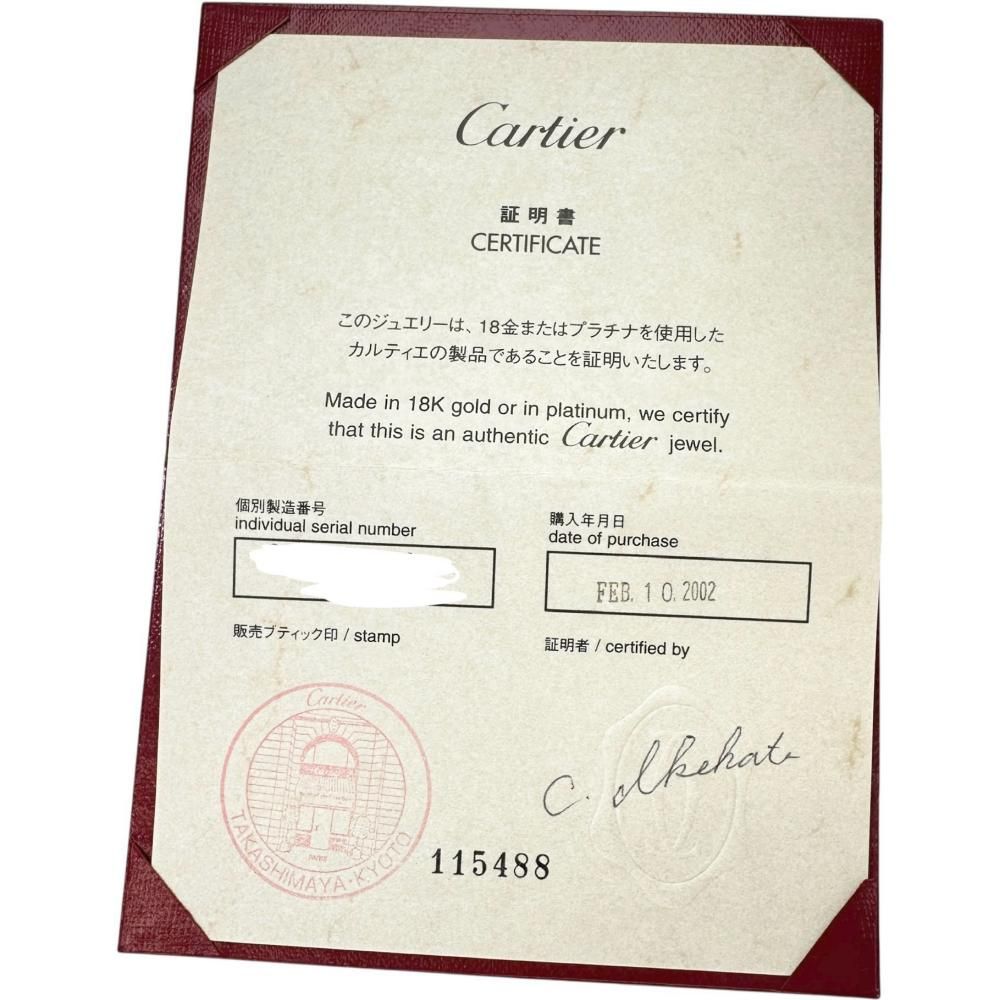 Cartier
証明書
CERTIFICATE
このジュエリーは、18金またはプラチナを使用した
カルティエの製品であることを証明いたします。
Made in 18K gold or in platinum, we certify
that this is an authentic Cartier jewel.
個別製造番号
individual serial number
購入年月日
date of purchase
FEB. 10.2002
販売ブティック印 / stamp
証明者 / certified by
Cartier
TAKASHIMAYA・KYOTO
115488